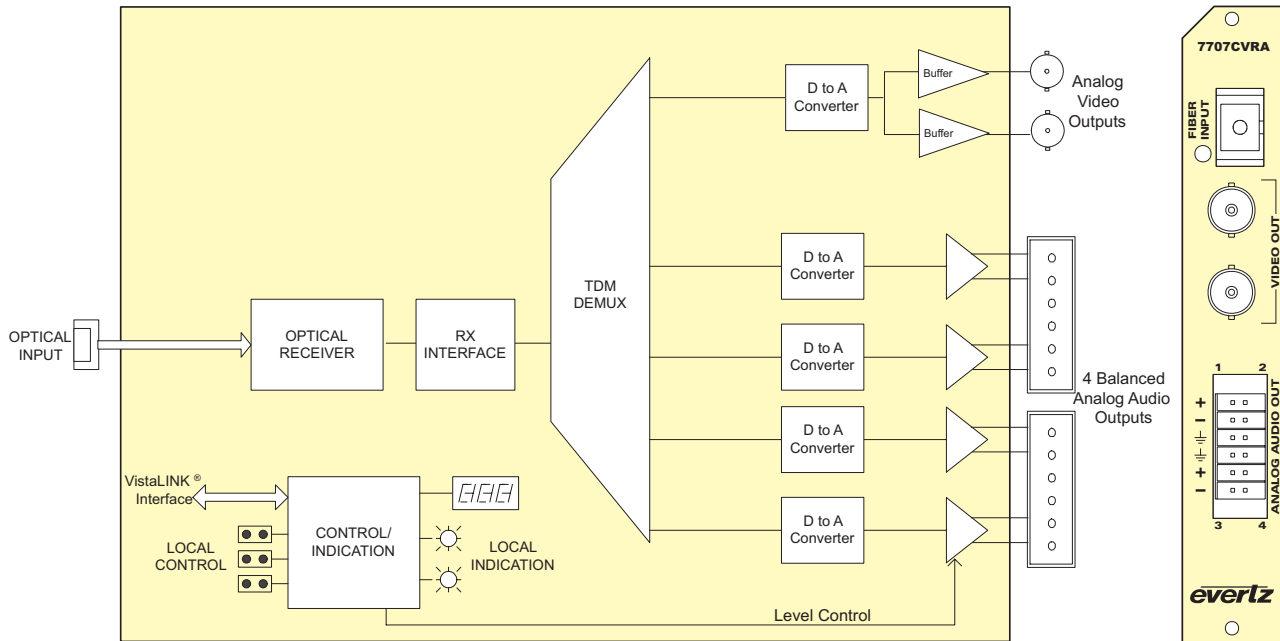 D to A
Converter
Buffer
Buffer
Analog
Video
Outputs
OPTICAL
INPUT
OPTICAL
RECEIVER
RX
INTERFACE
TDM
DEMUX
D to A
Converter
D to A
Converter
D to A
Converter
D to A
Converter
4 Balanced
Analog Audio
Outputs
VistaLINK ®
Interface
LOCAL
CONTROL
CONTROL/
INDICATION
LOCAL
INDICATION
Level Control
7707CVRA
FIBER
INPUT
VIDEO OUT
1 2
+
−
+
−
3 4
ANALOG AUDIO OUT
evertz